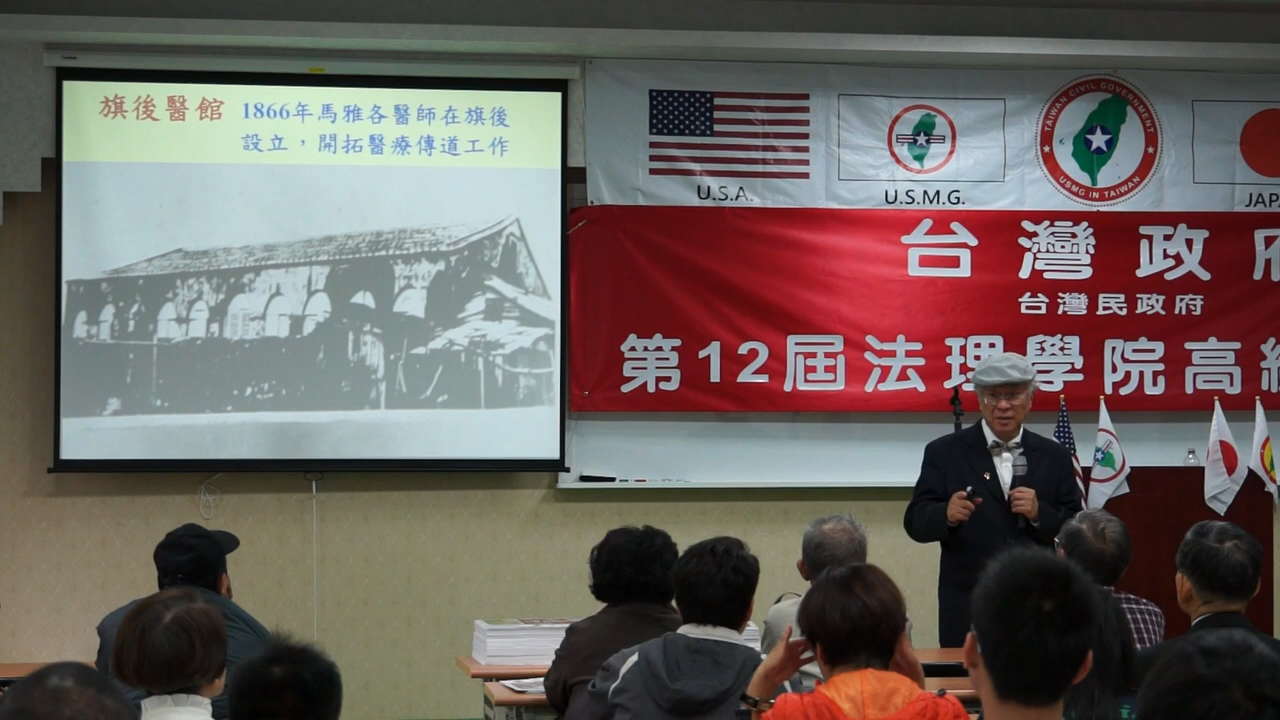 旗後醫館 1866年馬雅各醫師在旗後
設立，開拓醫療傳道工作
U.S.A.
U.S.M.G.
TAIWAN CIVIL GOVERNMENT
USMG IN TAIWAN
JAP
台灣政府
台灣民政府
第12屆法理學院高